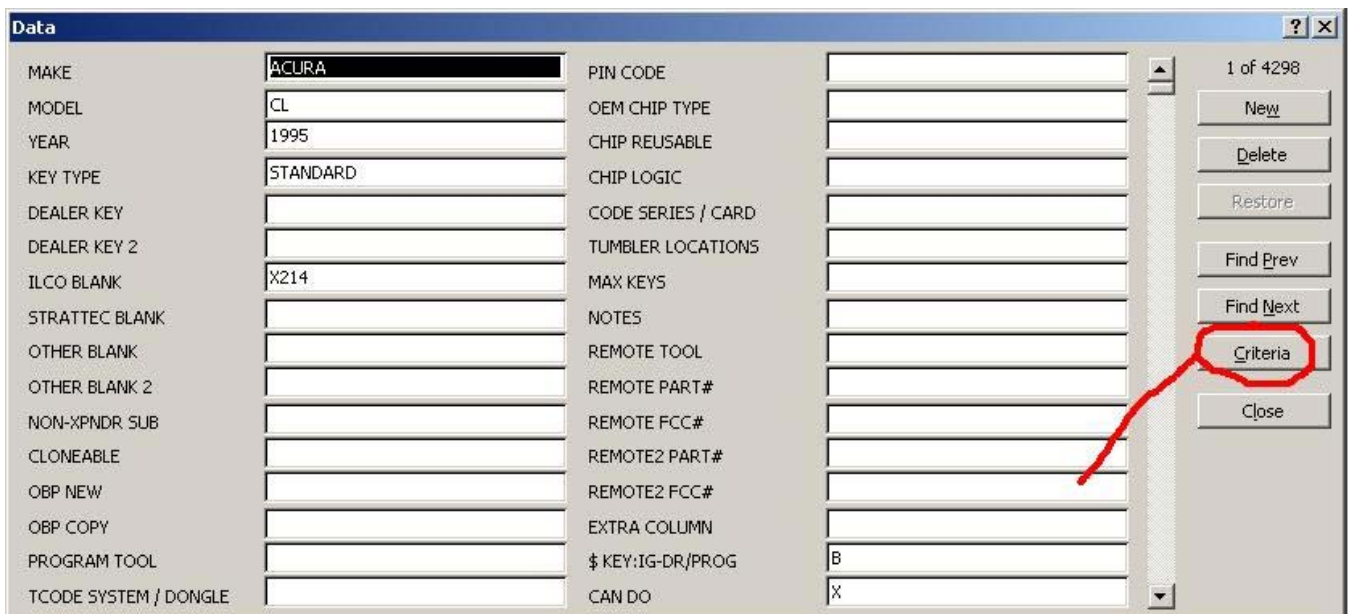 Data
MAKE ACURA
MODEL CL
YEAR 1995
KEY TYPE STANDARD
DEALER KEY
DEALER KEY 2
ILCO BLANK X214
STRATTEC BLANK
OTHER BLANK
OTHER BLANK 2
NON-XPNDR SUB
CLONEABLE
OBP NEW
OBP COPY
PROGRAM TOOL
TCODE SYSTEM / DONGLE
PIN CODE
OEM CHIP TYPE
CHIP REUSABLE
CHIP LOGIC
CODE SERIES / CARD
TUMBLER LOCATIONS
MAX KEYS
NOTES
REMOTE TOOL
REMOTE PART#
REMOTE FCC#
REMOTE2 PART#
REMOTE2 FCC#
EXTRA COLUMN
$ KEY:IG-DR/PROG B
CAN DO X
1 of 4298
New
Delete
Restore
Find Prev
Find Next
Criteria
Close